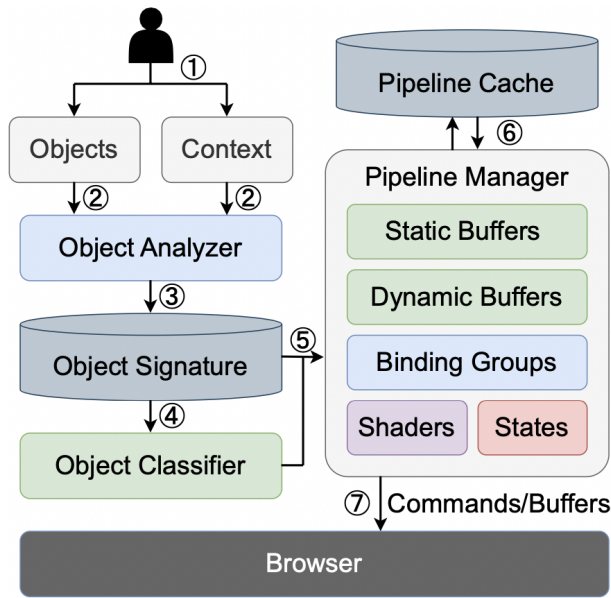 ①
Objects
Context
②
②
Object Analyzer
③
Object Signature
④
Object Classifier
⑤
Pipeline Cache
⑥
Pipeline Manager
Static Buffers
Dynamic Buffers
Binding Groups
Shaders
States
⑦ Commands/Buffers
Browser